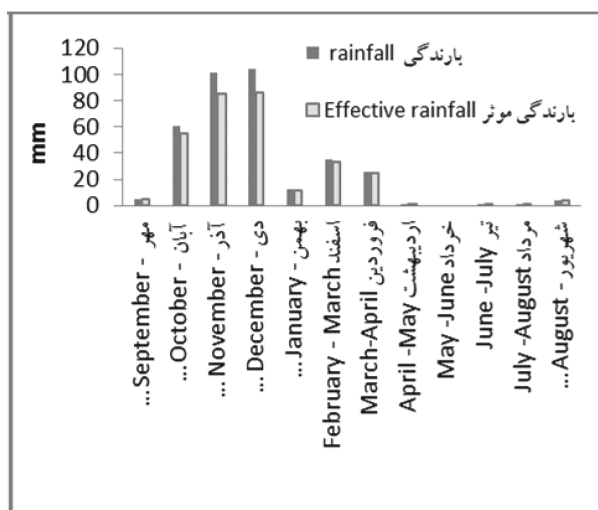 mm
120
100
80
60
40
20
0
rainfall بارندگی
Effective rainfall بارندگی موثر
مهر - September ...
آبان - October ...
آذر - November ...
دی - December ...
بهمن - January ...
February - March اسفند
March-April فروردین
April -May اردیبهشت
May -June خرداد
June -July تیر
July -August مرداد
شهریور - August ...